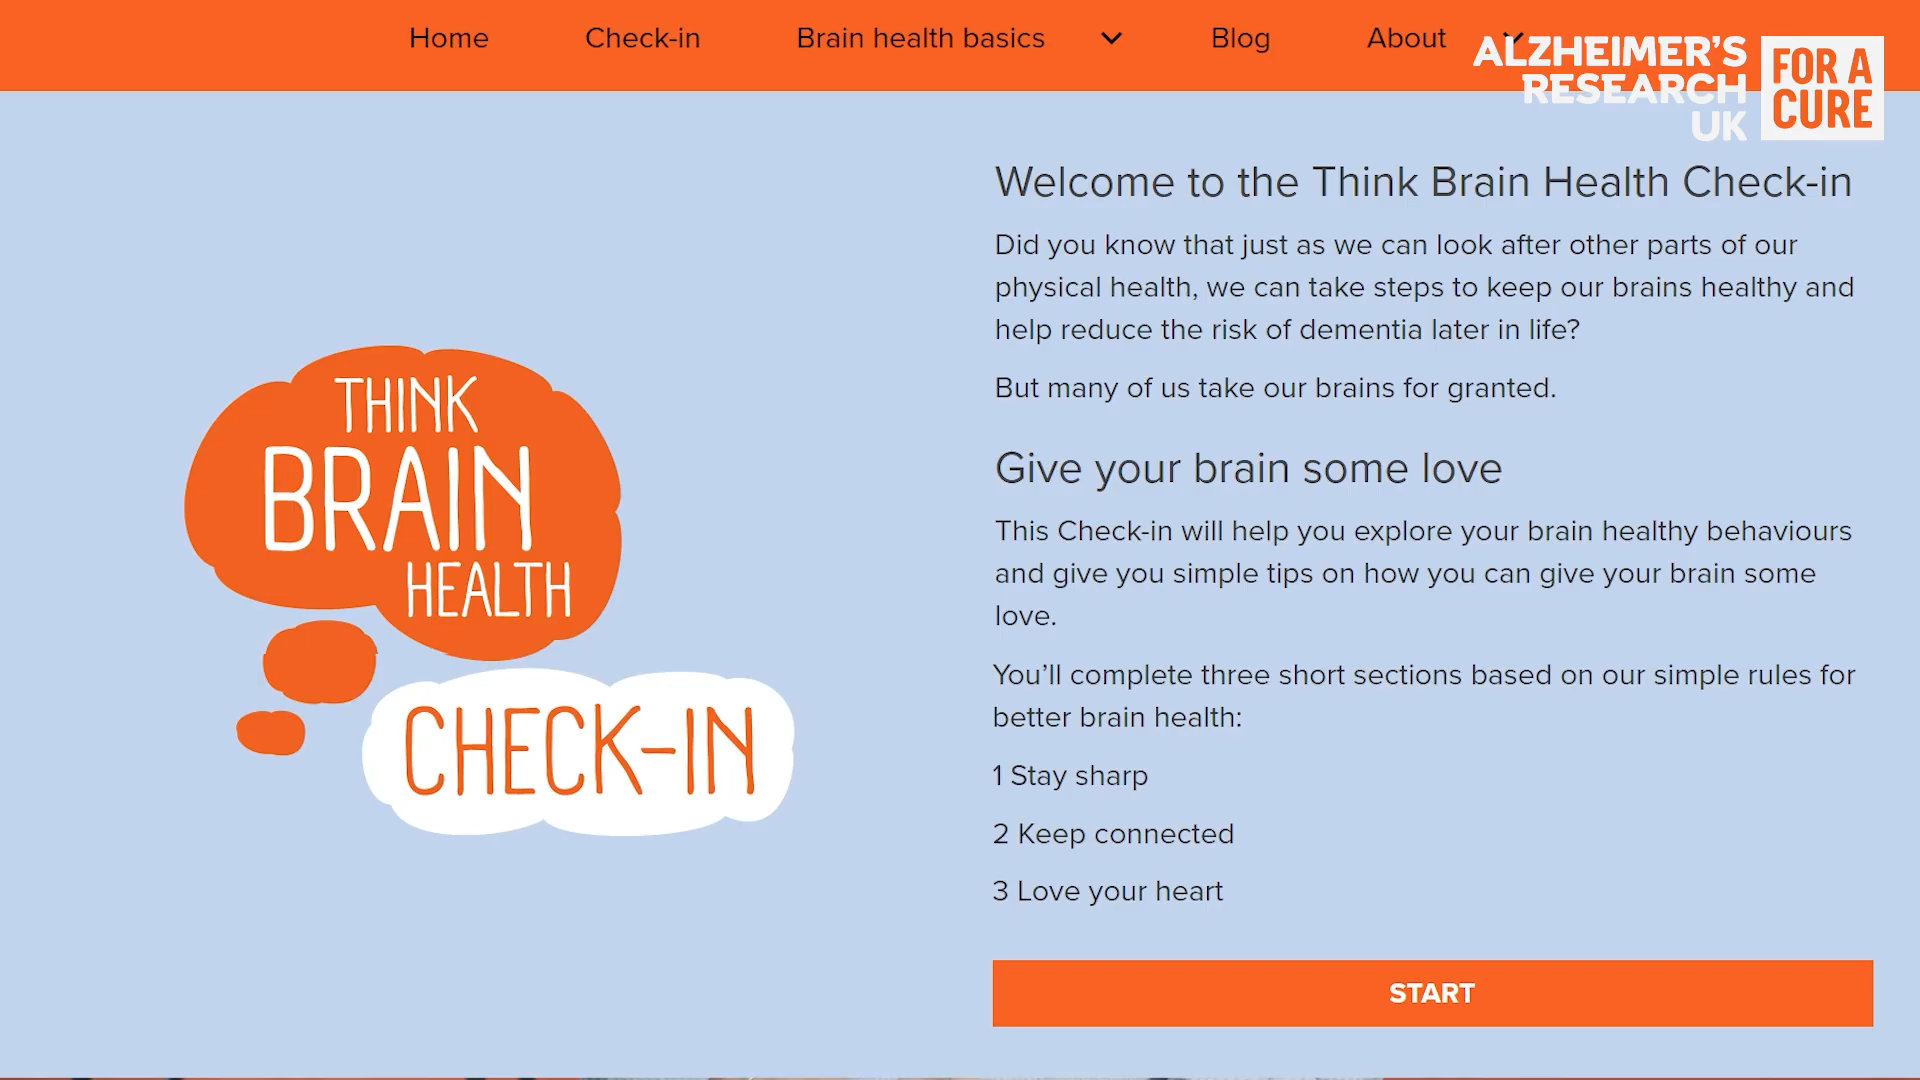 Home Check-in Brain health basics Blog About
ALZHEIMER'S
RESEARCH
UK
FOR A
CURE
THINK
BRAIN
HEALTH
CHECK-IN
Welcome to the Think Brain Health Check-in
Did you know that just as we can look after other parts of our
physical health, we can take steps to keep our brains healthy and
help reduce the risk of dementia later in life?
But many of us take our brains for granted.
Give your brain some love
This Check-in will help you explore your brain healthy behaviours
and give you simple tips on how you can give your brain some
love.
You’ll complete three short sections based on our simple rules for
better brain health:
1 Stay sharp
2 Keep connected
3 Love your heart
START